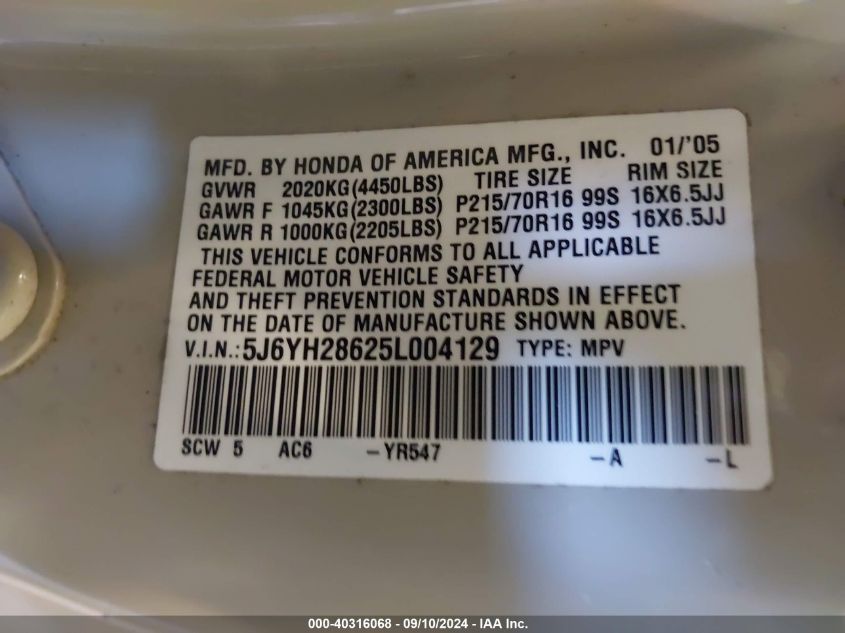 MFD. BY HONDA OF AMERICA MFG., INC. 01/'05
GVWR 2020KG(4450LBS) TIRE SIZE RIM SIZE
GAWR F 1045KG(2300LBS) P215/70R16 99S 16X6.5JJ
GAWR R 1000KG(2205LBS) P215/70R16 99S 16X6.5JJ
THIS VEHICLE CONFORMS TO ALL APPLICABLE
FEDERAL MOTOR VEHICLE SAFETY
AND THEFT PREVENTION STANDARDS IN EFFECT
ON THE DATE OF MANUFACTURE SHOWN ABOVE.
V.I.N.:5J6YH28625L004129 TYPE: MPV
SCW 5 AC6 -YR547 -A -L
000-40316068 - 09/10/2024 - IAA Inc.